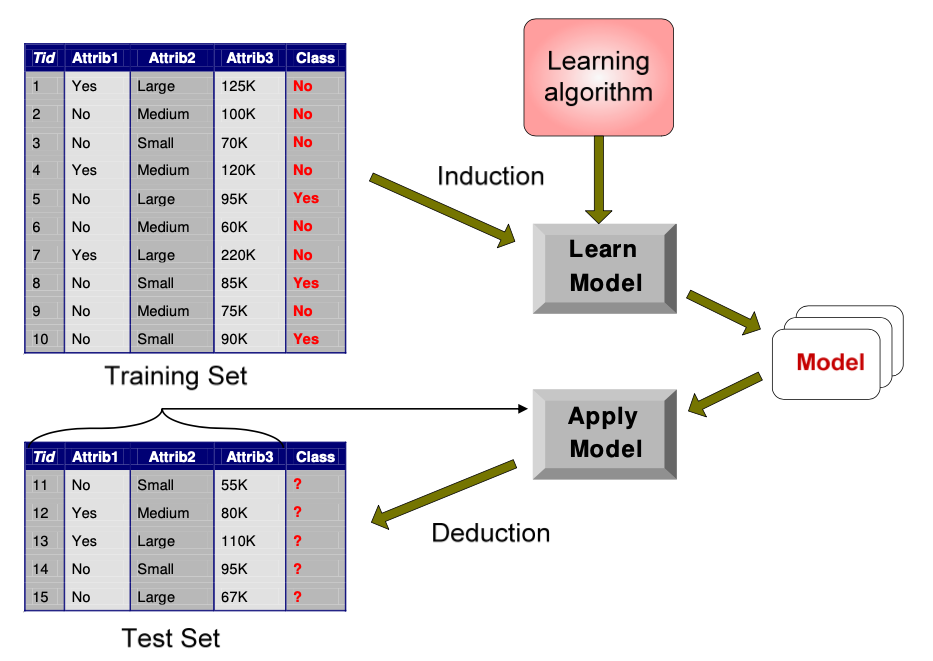 Tid Attrib1 Attrib2 Attrib3 Class
1 Yes Large 125K No
2 No Medium 100K No
3 No Small 70K No
4 Yes Medium 120K No
5 No Large 95K Yes
6 No Medium 60K No
7 Yes Large 220K No
8 No Small 85K Yes
9 No Medium 75K No
10 No Small 90K Yes
Training Set
Learning
algorithm
Induction
Learn
Model
Model
Apply
Model
Deduction
Tid Attrib1 Attrib2 Attrib3 Class
11 No Small 55K ?
12 Yes Medium 80K ?
13 Yes Large 110K ?
14 No Small 95K ?
15 No Large 67K ?
Test Set